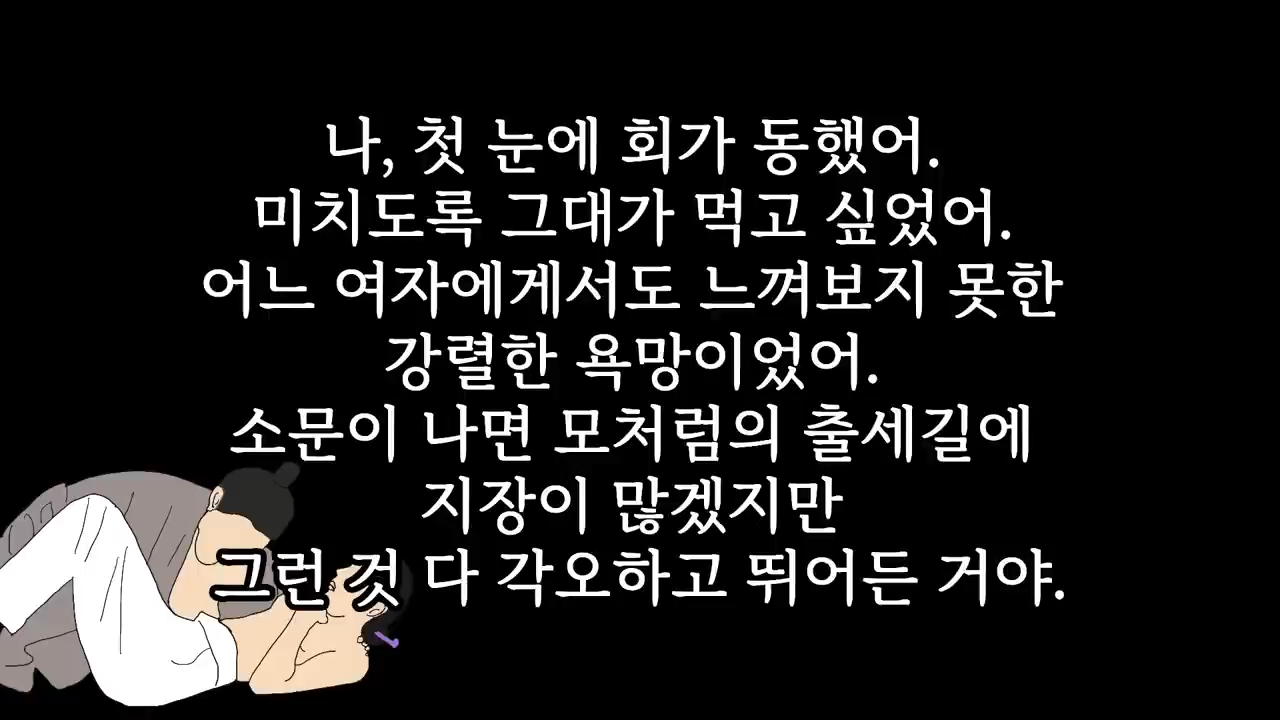 나, 첫 눈에 회가 동했어.
미치도록 그대가 먹고 싶었어.
어느 여자에게서도 느껴보지 못한
강렬한 욕망이었어.
소문이 나면 모처럼의 출세길에
지장이 많겠지만
그런 것 다 각오하고 뛰어든 거야.